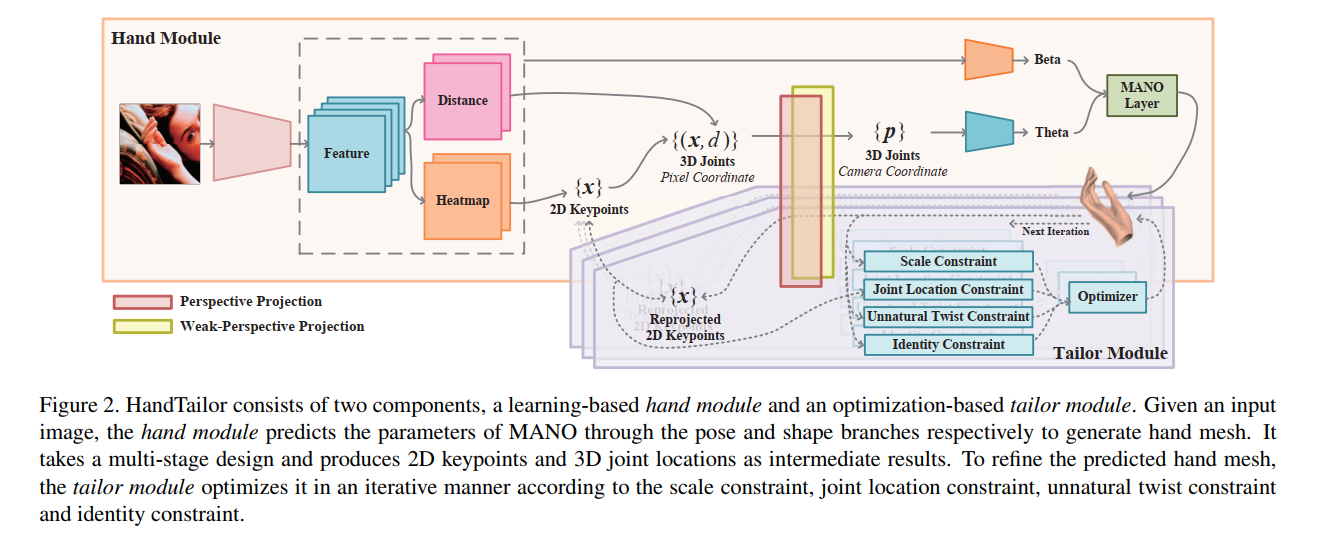 Hand Module
Feature
Distance
Heatmap
{x}
2D Keypoints
{(x,d)}
3D Joints
Pixel Coordinate
{p}
3D Joints
Camera Coordinate
Beta
Theta
MANO
Layer
Next Iteration
Scale Constraint
Joint Location Constraint
Unnatural Twist Constraint
Identity Constraint
Optimizer
{x}
Reprojected
2D Keypoints
Tailor Module
Perspective Projection
Weak-Perspective Projection
Figure 2. HandTailor consists of two components, a learning-based hand module and an optimization-based tailor module. Given an input
image, the hand module predicts the parameters of MANO through the pose and shape branches respectively to generate hand mesh. It
takes a multi-stage design and produces 2D keypoints and 3D joint locations as intermediate results. To refine the predicted hand mesh,
the tailor module optimizes it in an iterative manner according to the scale constraint, joint location constraint, unnatural twist constraint
and identity constraint.